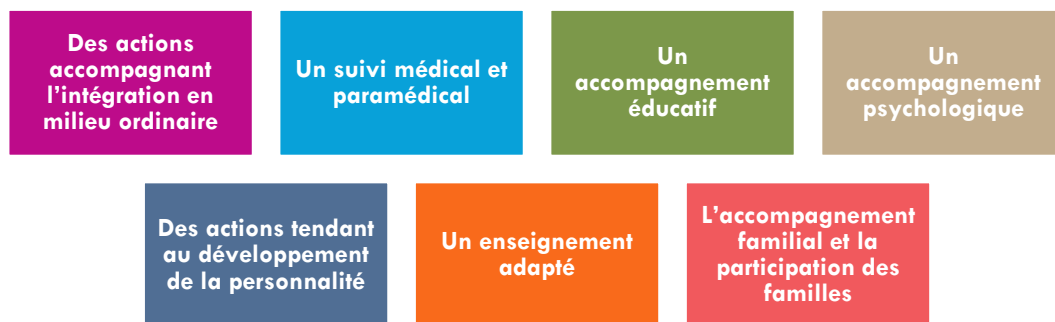 Des actions
accompagnant
l’intégration en
milieu ordinaire
Un suivi médical et
paramédical
Un
accompagnement
éducatif
Un
accompagnement
psychologique
Des actions tendant
au développement
de la personnalité
Un enseignement
adapté
L’accompagnement
familial et la
participation des
familles